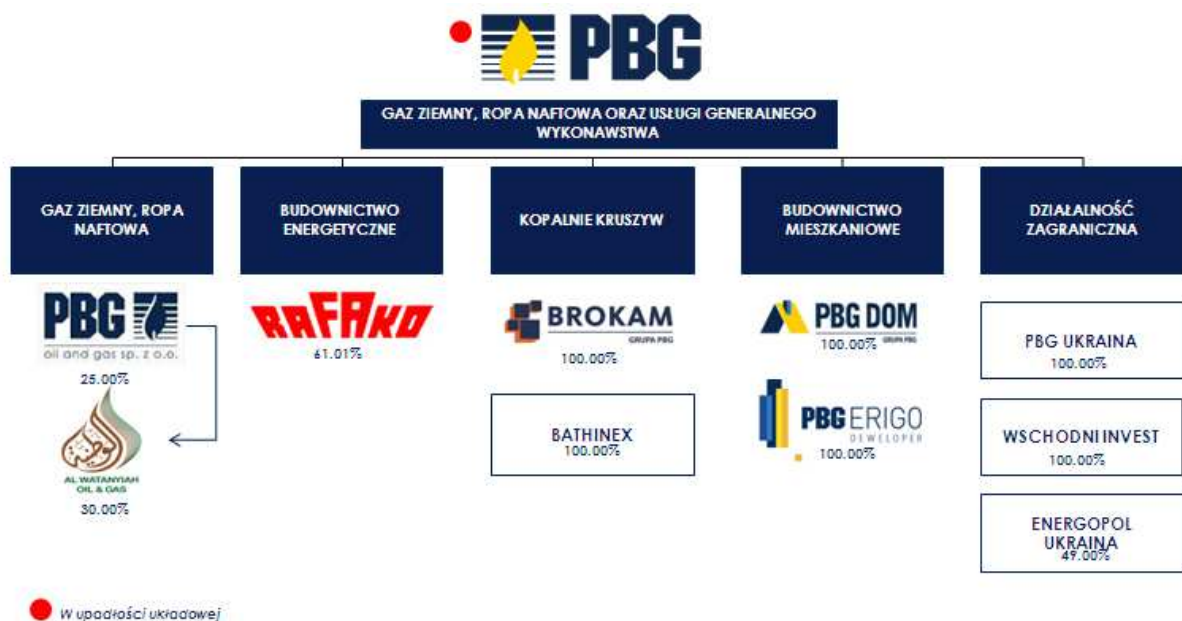 PBG
GAZ ZIEMNY, ROPA NAFTOWA ORAZ USŁUGI GENERALNEGO
WYKONAWSTWA
GAZ ZIEMNY, ROPA
NAFTOWA
BUDOWNICTWO
ENERGETYCZNE
KOPALNIE KRUSZYW
BUDOWNICTWO
MIESZKANIOWE
DZIAŁALNOŚĆ
ZAGRANICZNA
PBG
oil and gas sp. z o.o.
25.00%
الوطنية
AL WATANYIAH
OIL & GAS
30.00%
RAFAKO
61.01%
BROKAM
GRUPA PBG
100.00%
BATHINEX
100.00%
PBG DOM
GRUPA PBG
100.00%
PBG ERIGO
DEWELOPER
100.00%
PBG UKRAINA
100.00%
WSCHODNI INVEST
100.00%
ENERGOPOL
UKRAINA
49.00%
W upadłości układowej